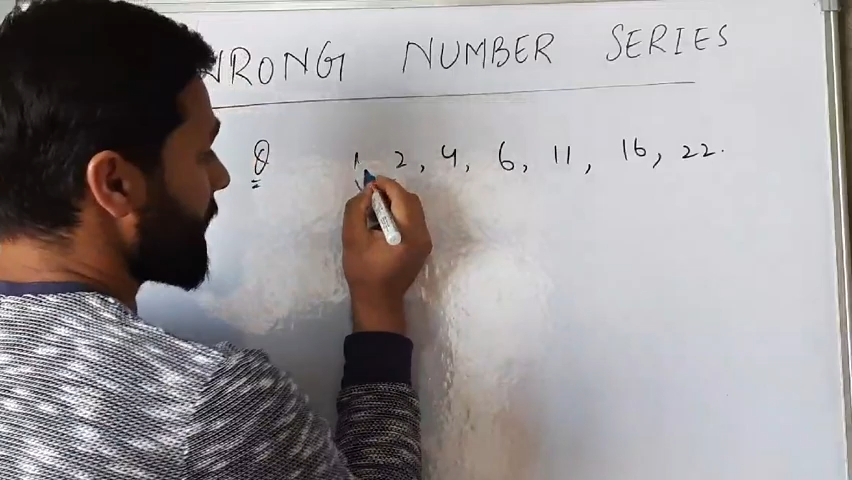 WRONG NUMBER SERIES
Q 1 2, 4, 6, 11, 16, 22.